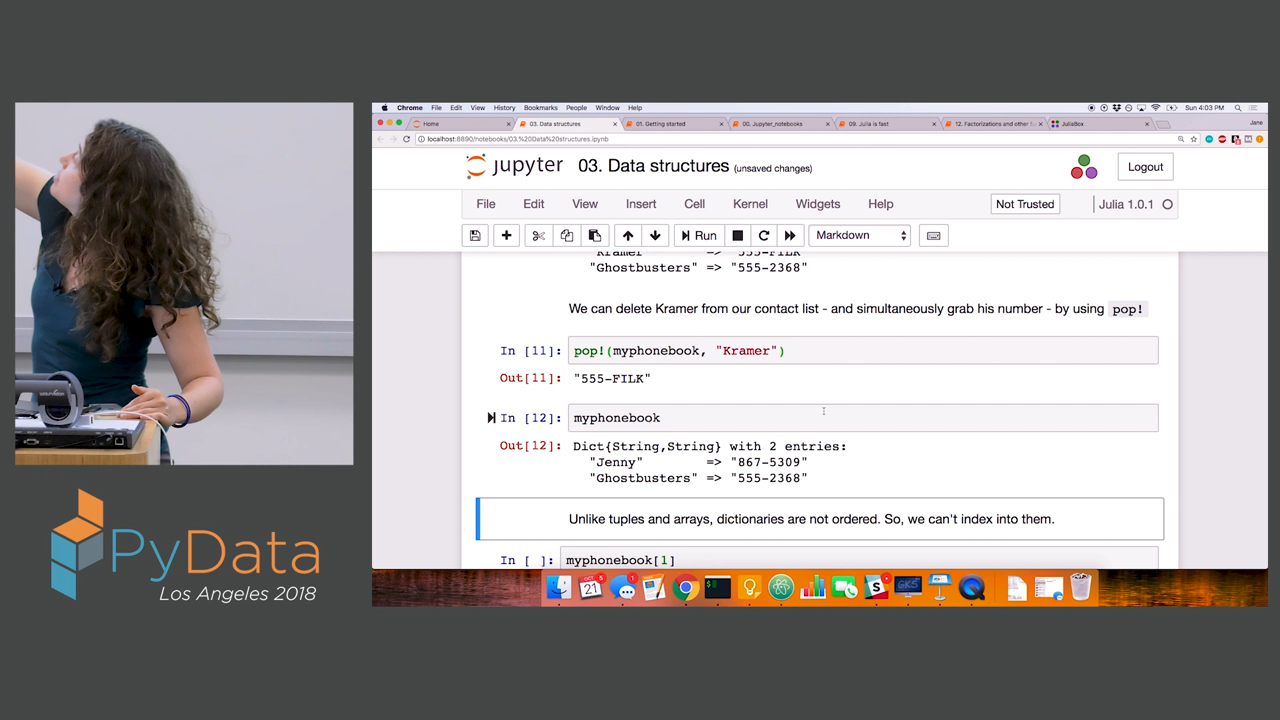 Chrome File Edit View History Bookmarks People Window Help
Sun 4:03 PM
Home
03. Data structures
01. Getting started
00. Jupyter_notebooks
09. Julia is fast
12. Factorizations and other f
JuliaBox
Jane
localhost:8890/notebooks/03.%20Data%20structures.ipynb
jupyter 03. Data structures (unsaved changes)
Logout
File Edit View Insert Cell Kernel Widgets Help
Not Trusted
Julia 1.0.1
Run
Markdown
"Kramer" => "555-FILK"
"Ghostbusters" => "555-2368"
We can delete Kramer from our contact list - and simultaneously grab his number - by using pop!
In [11]: pop!(myphonebook, "Kramer")
Out[11]: "555-FILK"
In [12]: myphonebook
Out[12]: Dict{String,String} with 2 entries:
"Jenny" => "867-5309"
"Ghostbusters" => "555-2368"
Unlike tuples and arrays, dictionaries are not ordered. So, we can't index into them.
In [ ]: myphonebook[1]
21
PyData
Los Angeles 2018